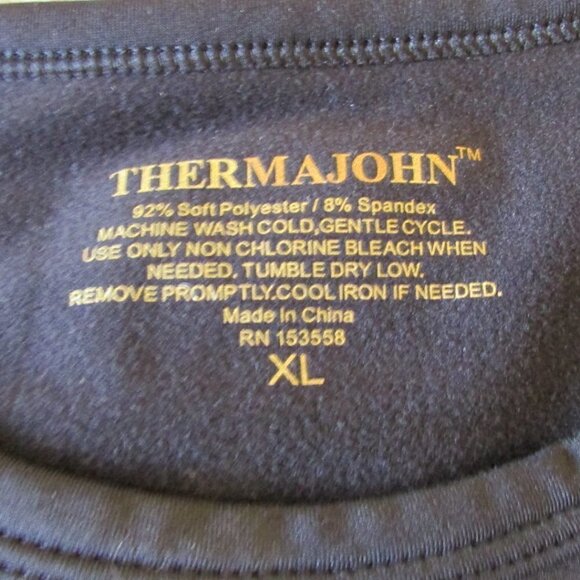 THERMAJOHN™
92% Soft Polyester / 8% Spandex
MACHINE WASH COLD,GENTLE CYCLE.
USE ONLY NON CHLORINE BLEACH WHEN
NEEDED. TUMBLE DRY LOW.
REMOVE PROMPTLY.COOL IRON IF NEEDED.
Made In China
RN 153558
XL